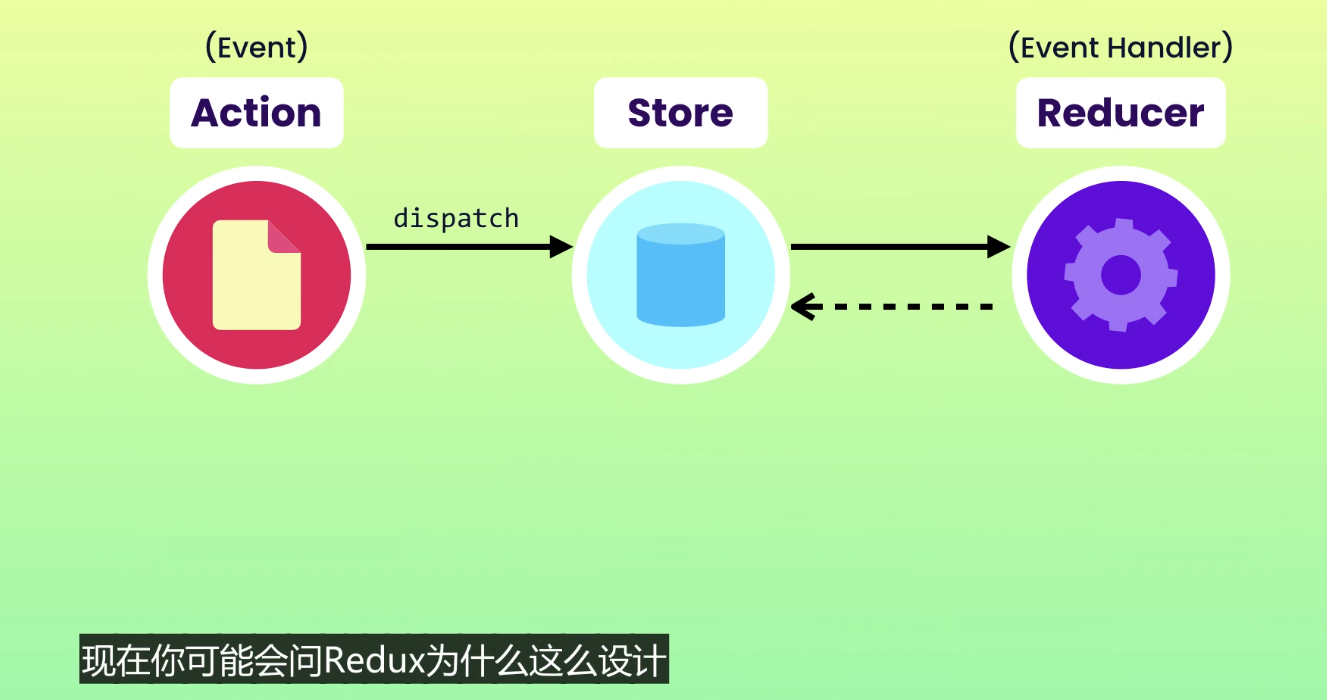 (Event)
(Event Handler)
Action
Store
Reducer
dispatch
现在你可能会问Redux为什么这么设计